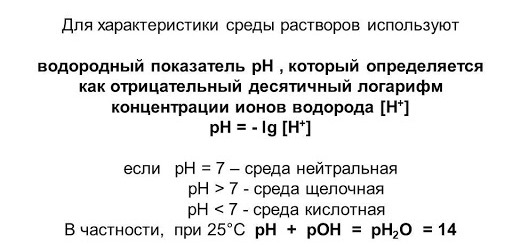 Для характеристики среды растворов используют
водородный показатель pH , который определяется
как отрицательный десятичный логарифм
концентрации ионов водорода [H⁺]
pH = - lg [H⁺]
если pH = 7 – среда нейтральная
pH > 7 - среда щелочная
pH < 7 - среда кислотная
В частности, при 25°C pH + pOH = pH₂O = 14